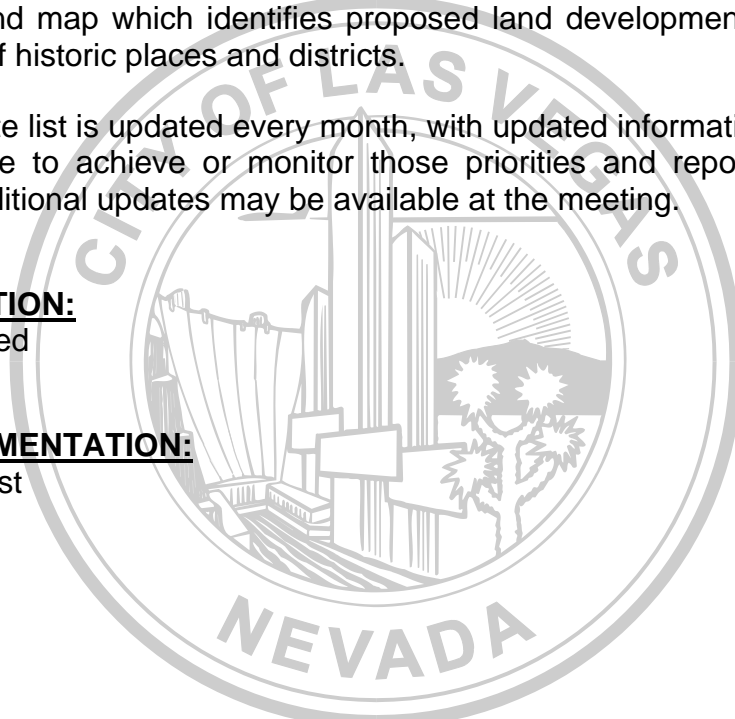 nd map which identifies proposed land developmen
f historic places and districts.
te list is updated every month, with updated informati
e to achieve or monitor those priorities and repo
ditional updates may be available at the meeting.
TION:
ed
MENTATION:
st
CITY OF LAS VEGAS
NEVADA